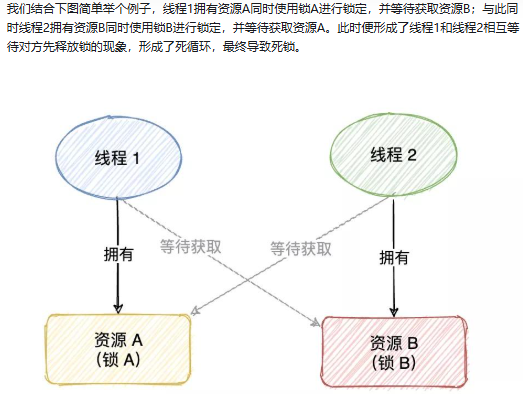 我们结合下图简单举个例子，线程1拥有资源A同时使用锁A进行锁定，并等待获取资源B；与此同
时线程2拥有资源B同时使用锁B进行锁定，并等待获取资源A。此时便形成了线程1和线程2相互等
待对方先释放锁的现象，形成了死循环，最终导致死锁。
线程 1
线程 2
拥有
等待获取
等待获取
拥有
资源 A
(锁 A)
资源 B
(锁 B)